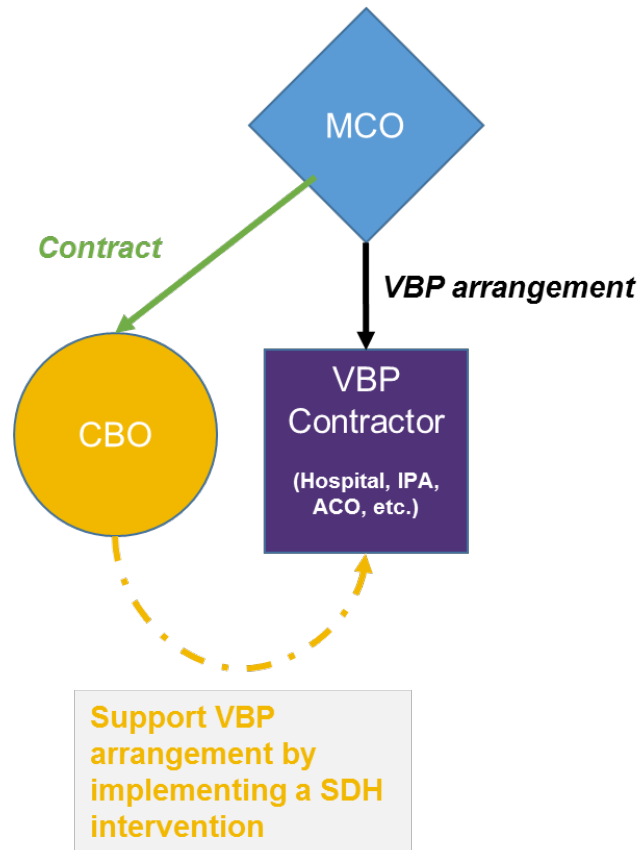 MCO
Contract
VBP arrangement
CBO
VBP
Contractor
(Hospital, IPA,
ACO, etc.)
Support VBP
arrangement by
implementing a SDH
intervention